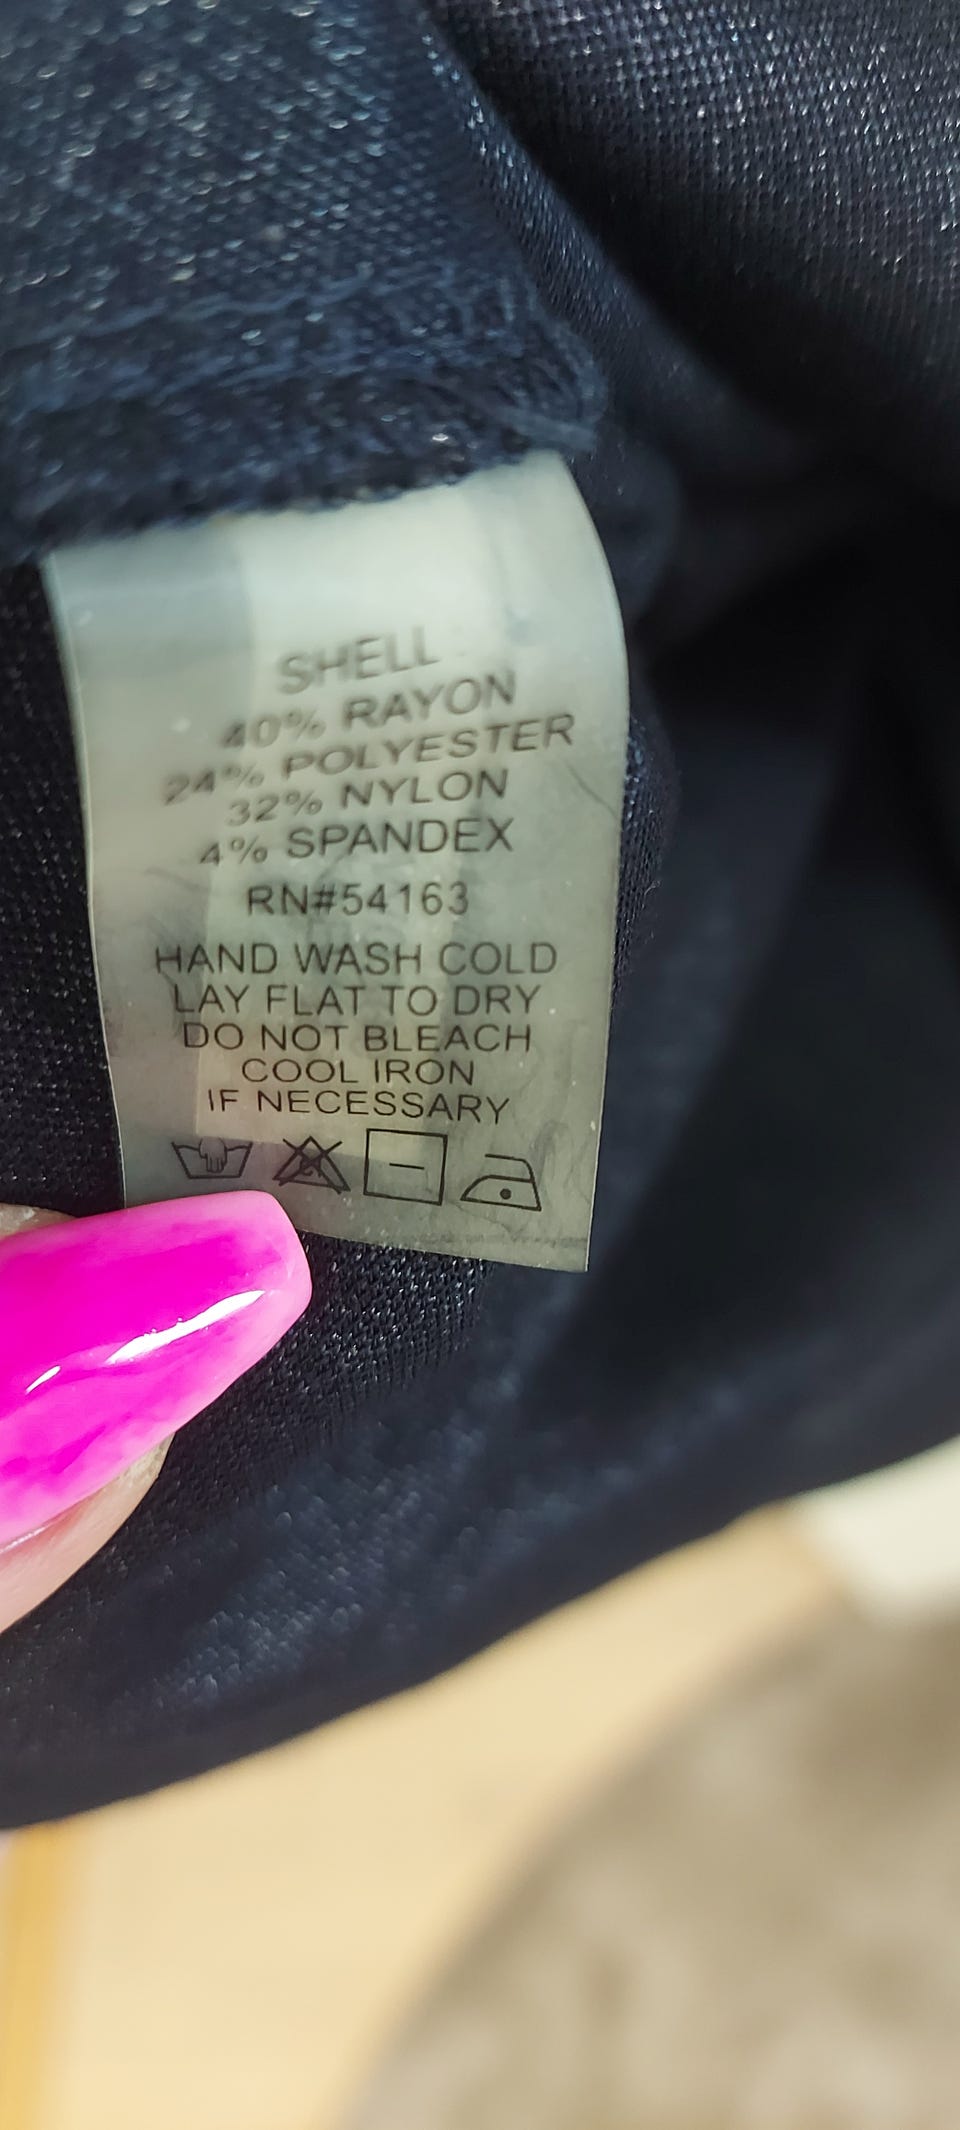 SHELL
40% RAYON
24% POLYESTER
32% NYLON
4% SPANDEX
RN#54163
HAND WASH COLD
LAY FLAT TO DRY
DO NOT BLEACH
COOL IRON
IF NECESSARY